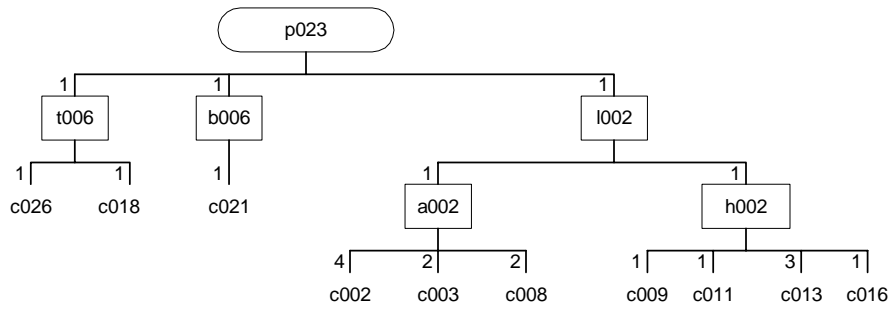 p023
1 1 1
t006 b006 l002
1 1 1 1 1
c026 c018 c021 a002 h002
4 2 2 1 1 3 1
c002 c003 c008 c009 c011 c013 c016